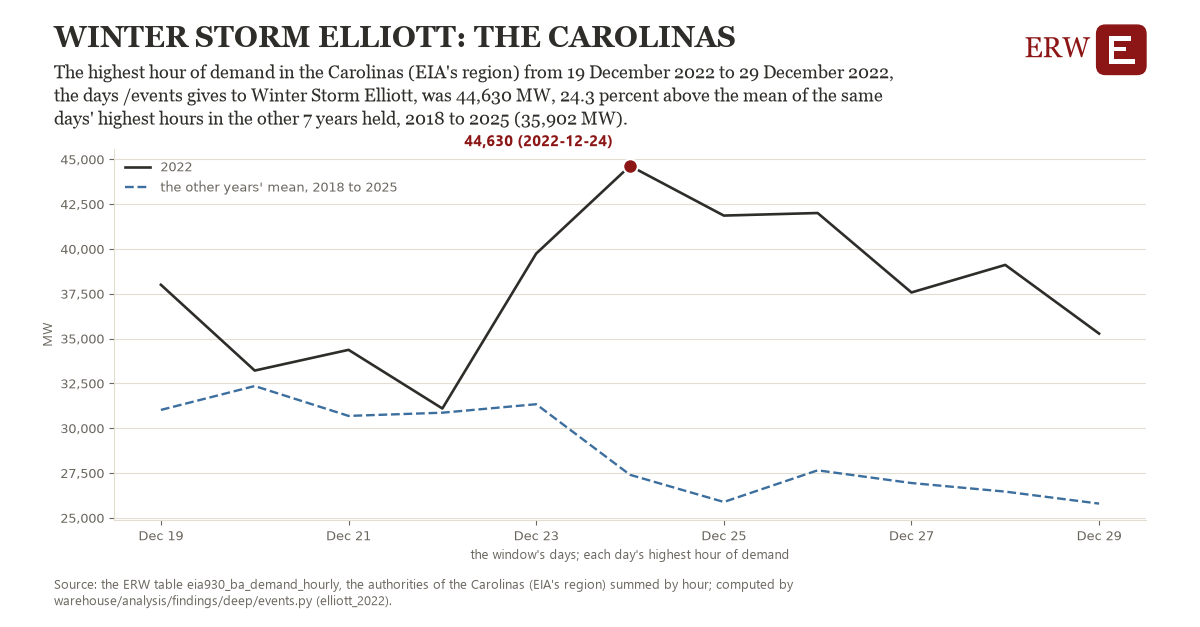 WINTER STORM ELLIOTT: THE CAROLINAS
ERW E
The highest hour of demand in the Carolinas (EIA's region) from 19 December 2022 to 29 December 2022,
the days /events gives to Winter Storm Elliott, was 44,630 MW, 24.3 percent above the mean of the same
days' highest hours in the other 7 years held, 2018 to 2025 (35,902 MW).
44,630 (2022-12-24)
2022
the other years' mean, 2018 to 2025
45,000
42,500
40,000
37,500
35,000
32,500
30,000
27,500
25,000
MW
Dec 19
Dec 21
Dec 23
Dec 25
Dec 27
Dec 29
the window's days; each day's highest hour of demand
Source: the ERW table eia930_ba_demand_hourly, the authorities of the Carolinas (EIA's region) summed by hour; computed by
warehouse/analysis/findings/deep/events.py (elliott_2022).